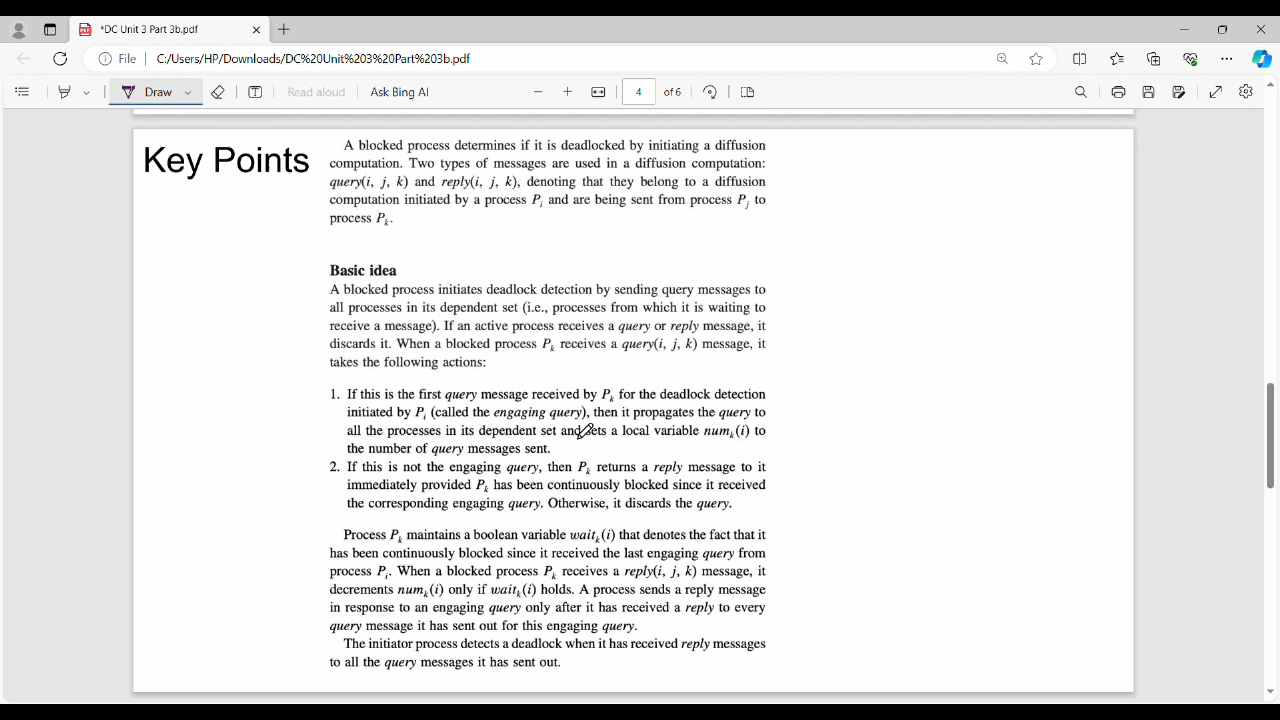 *DC Unit 3 Part 3b.pdf
File C:/Users/HP/Downloads/DC%20Unit%203%20Part%203b.pdf
Draw Read aloud Ask Bing AI 4 of 6
Key Points
A blocked process determines if it is deadlocked by initiating a diffusion
computation. Two types of messages are used in a diffusion computation:
query(i, j, k) and reply(i, j, k), denoting that they belong to a diffusion
computation initiated by a process Pi and are being sent from process Pj to
process Pk.
Basic idea
A blocked process initiates deadlock detection by sending query messages to
all processes in its dependent set (i.e., processes from which it is waiting to
receive a message). If an active process receives a query or reply message, it
discards it. When a blocked process Pk receives a query(i, j, k) message, it
takes the following actions:
1. If this is the first query message received by Pk for the deadlock detection
initiated by Pi (called the engaging query), then it propagates the query to
all the processes in its dependent set and sets a local variable numk(i) to
the number of query messages sent.
2. If this is not the engaging query, then Pk returns a reply message to it
immediately provided Pk has been continuously blocked since it received
the corresponding engaging query. Otherwise, it discards the query.
Process Pk maintains a boolean variable waitk(i) that denotes the fact that it
has been continuously blocked since it received the last engaging query from
process Pi. When a blocked process Pk receives a reply(i, j, k) message, it
decrements numk(i) only if waitk(i) holds. A process sends a reply message
in response to an engaging query only after it has received a reply to every
query message it has sent out for this engaging query.
The initiator process detects a deadlock when it has received reply messages
to all the query messages it has sent out.